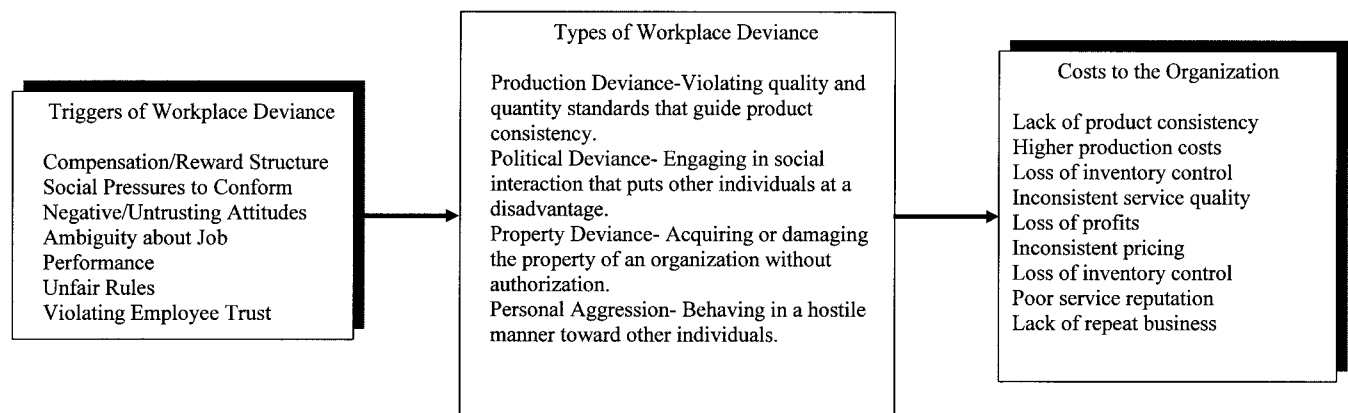 Triggers of Workplace Deviance
Compensation/Reward Structure
Social Pressures to Conform
Negative/Untrusting Attitudes
Ambiguity about Job
Performance
Unfair Rules
Violating Employee Trust
Types of Workplace Deviance
Production Deviance-Violating quality and
quantity standards that guide product
consistency.
Political Deviance- Engaging in social
interaction that puts other individuals at a
disadvantage.
Property Deviance- Acquiring or damaging
the property of an organization without
authorization.
Personal Aggression- Behaving in a hostile
manner toward other individuals.
Costs to the Organization
Lack of product consistency
Higher production costs
Loss of inventory control
Inconsistent service quality
Loss of profits
Inconsistent pricing
Loss of inventory control
Poor service reputation
Lack of repeat business